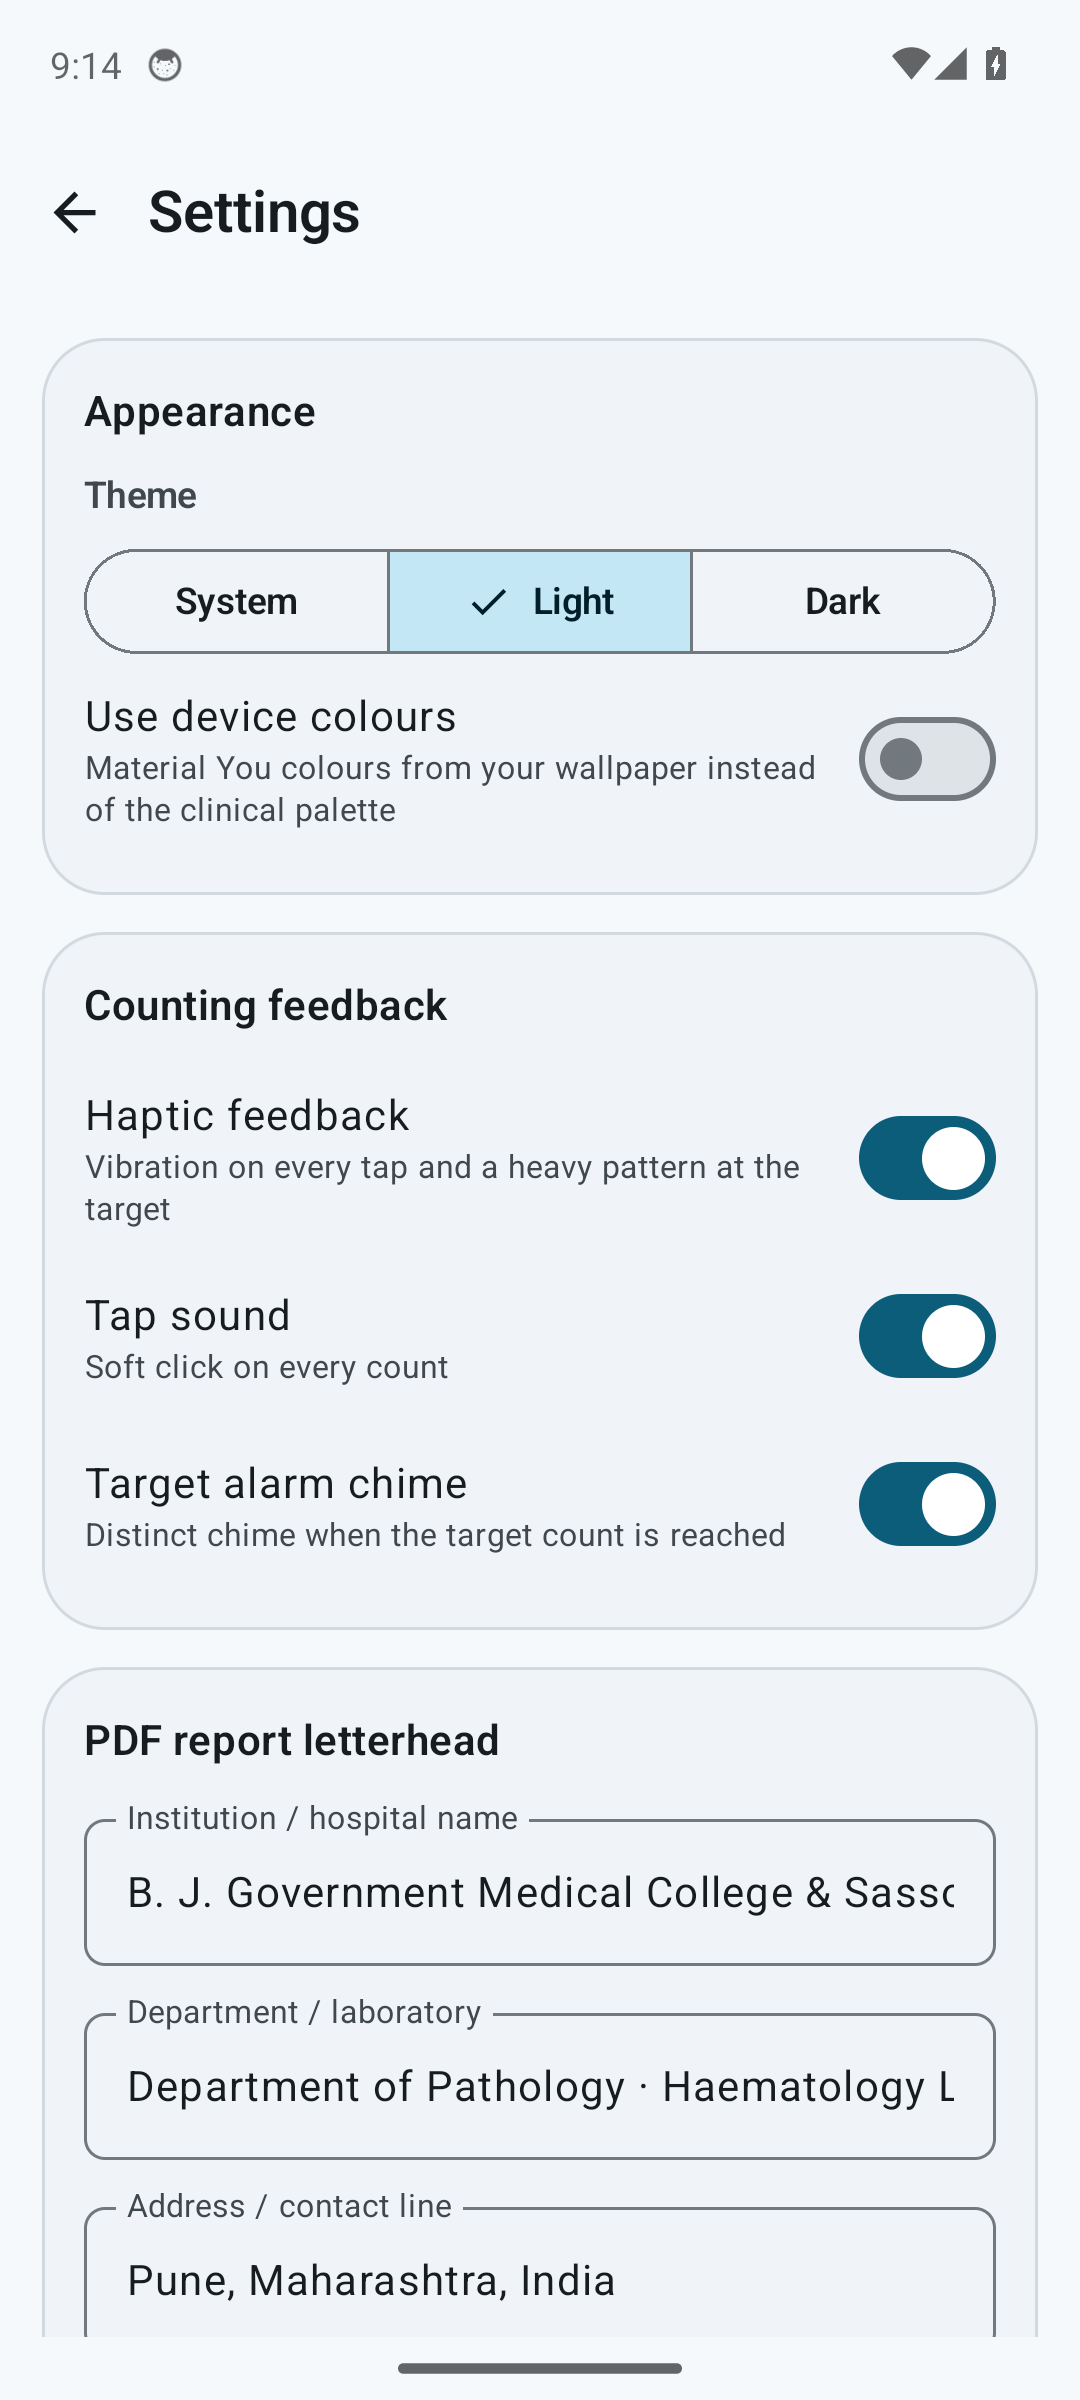 9:14
Settings
Appearance
Theme
System
Light
Dark
Use device colours
Material You colours from your wallpaper instead
of the clinical palette
Counting feedback
Haptic feedback
Vibration on every tap and a heavy pattern at the
target
Tap sound
Soft click on every count
Target alarm chime
Distinct chime when the target count is reached
PDF report letterhead
Institution / hospital name
B. J. Government Medical College & Sasso
Department / laboratory
Department of Pathology · Haematology L
Address / contact line
Pune, Maharashtra, India